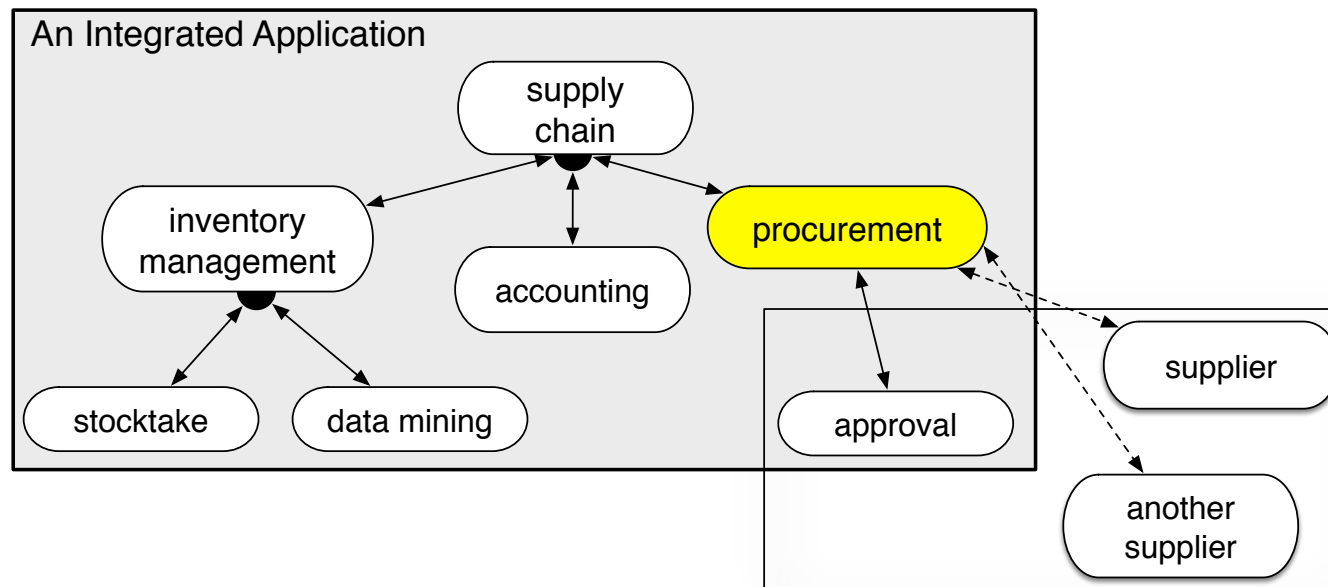 An Integrated Application
supply
chain
inventory
management
accounting
procurement
stocktake
data mining
approval
supplier
another
supplier